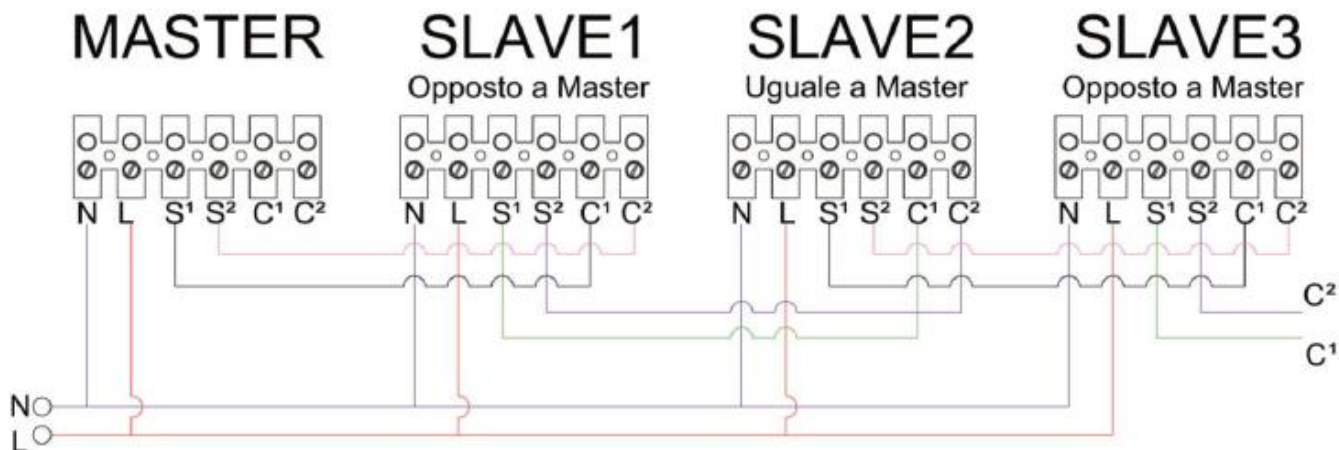 MASTER SLAVE1 SLAVE2 SLAVE3
Opposto a Master Uguale a Master Opposto a Master
N L S¹ S² C¹ C² N L S¹ S² C¹ C² N L S¹ S² C¹ C² N L S¹ S² C¹ C²
C²
C¹
N
L